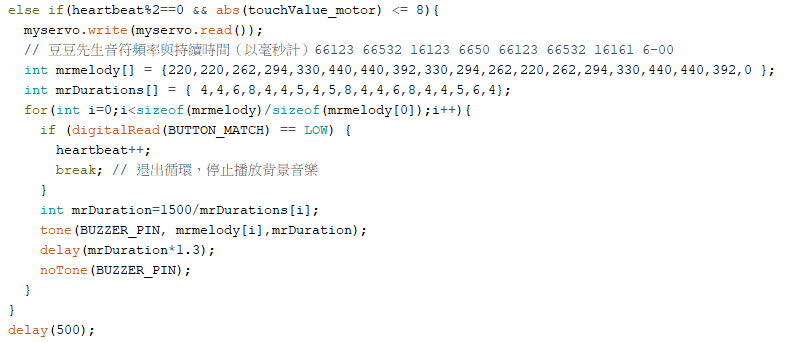 else if(heartbeat%2==0 && abs(touchValue_motor) <= 8){
  myservo.write(myservo.read());
  // 豆豆先生音符頻率與持續時間（以毫秒計）66123 66532 16123 6650 66123 66532 16161 6-00
  int mrmelody[] = {220,220,262,294,330,440,440,392,330,294,262,220,262,294,330,440,440,392,0 };
  int mrDurations[] = { 4,4,6,8,4,4,5,4,5,8,4,4,6,8,4,4,5,6,4};
  for(int i=0;i<sizeof(mrmelody)/sizeof(mrmelody[0]);i++){
    if (digitalRead(BUTTON_MATCH) == LOW) {
      heartbeat++;
      break; // 退出循環，停止播放背景音樂
    }
    int mrDuration=1500/mrDurations[i];
    tone(BUZZER_PIN, mrmelody[i],mrDuration);
    delay(mrDuration*1.3);
    noTone(BUZZER_PIN);
  }
}
delay(500);